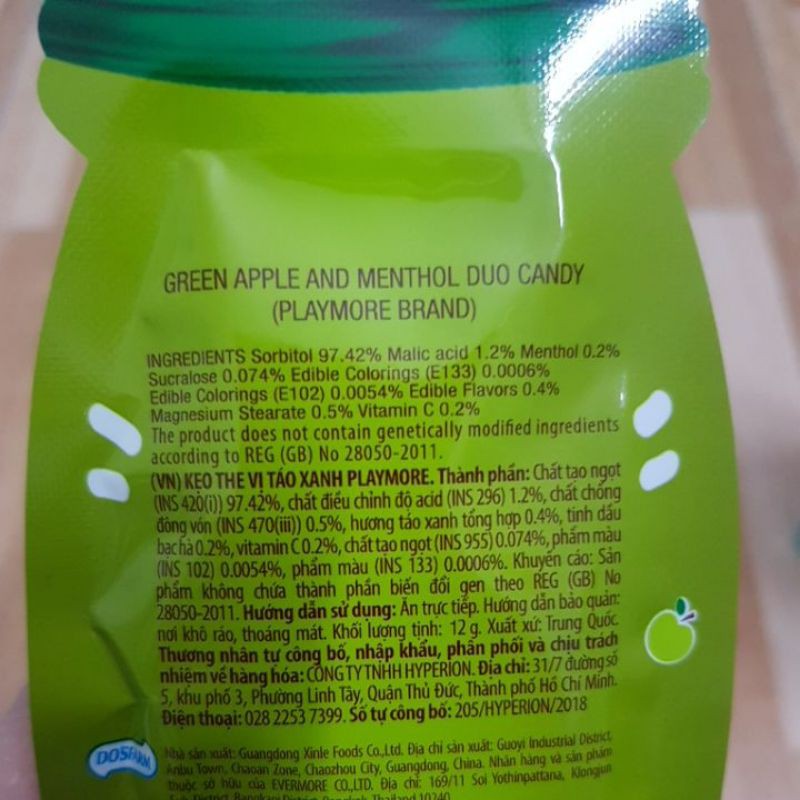 GREEN APPLE AND MENTHOL DUO CANDY
(PLAYMORE BRAND)
INGREDIENTS Sorbitol 97.42% Malic acid 1.2% Menthol 0.2%
Sucralose 0.074% Edible Colorings (E133) 0.0006%
Edible Colorings (E102) 0.0054% Edible Flavors 0.4%
Magnesium Stearate 0.5% Vitamin C 0.2%
The product does not contain genetically modified ingredients
according to REG (GB) No 28050-2011.
(VN) KẸO THE VỊ TÁO XANH PLAYMORE. Thành phần: Chất tạo ngọt
(INS 420(i)) 97.42%, chất điều chỉnh độ acid (INS 296) 1.2%, chất chống
đông vón (INS 470(iii)) 0.5%, hương táo xanh tổng hợp 0.4%, tinh dầu
bạc hà 0.2%, vitamin C 0.2%, chất tạo ngọt (INS 955) 0.074%, phẩm màu
(INS 102) 0.0054%, phẩm màu (INS 133) 0.0006%. Khuyến cáo: Sản
phẩm không chứa thành phần biến đổi gen theo REG (GB) No
28050-2011. Hướng dẫn sử dụng: Ăn trực tiếp. Hướng dẫn bảo quản:
nơi khô ráo, thoáng mát. Khối lượng tịnh: 12 g. Xuất xứ: Trung Quốc.
Thương nhân tự công bố, nhập khẩu, phân phối và chịu trách
nhiệm về hàng hóa: CÔNG TY TNHH HYPERION. Địa chỉ: 31/7 đường số
5, khu phố 3, Phường Linh Tây, Quận Thủ Đức, Thành phố Hồ Chí Minh.
Điện thoại: 028 2253 7399. Số tự công bố: 205/HYPERION/2018
DOSFARM
Nhà sản xuất: Guangdong Xinle Foods Co.,Ltd. Địa chỉ sản xuất: Guoyi Industrial District,
Anbu Town, Chaoan Zone, Chaozhou City, Guangdong, China. Nhãn hàng và sản phẩm
thuộc sở hữu của EVERMORE CO.,LTD. Địa chỉ: 169/11 Soi Yothinpattana, Klongjun
Sub-District, Bangkapi District, Bangkok Thailand 10240